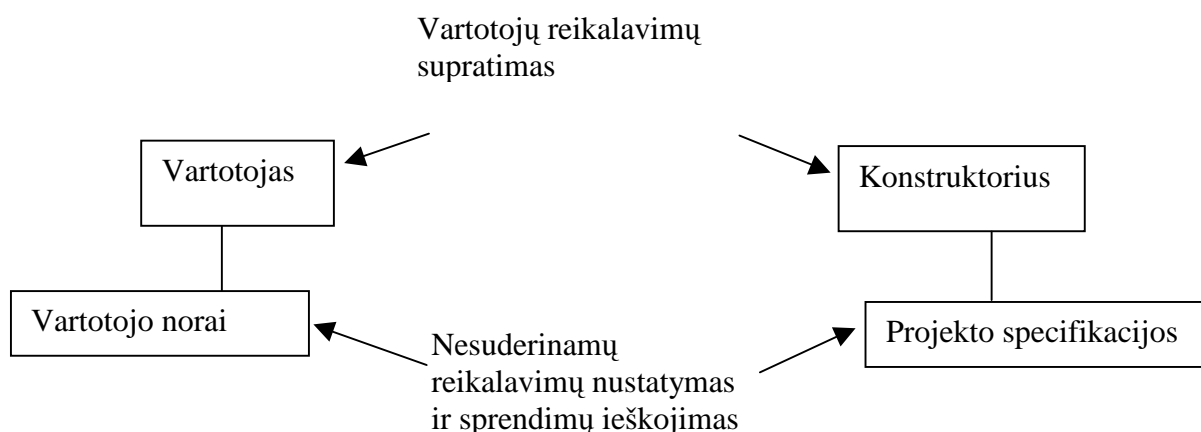 Vartotojų reikalavimų
supratimas
Vartotojas
Konstruktorius
Vartotojo norai
Projekto specifikacijos
Nesuderinamų
reikalavimų nustatymas
ir sprendimų ieškojimas